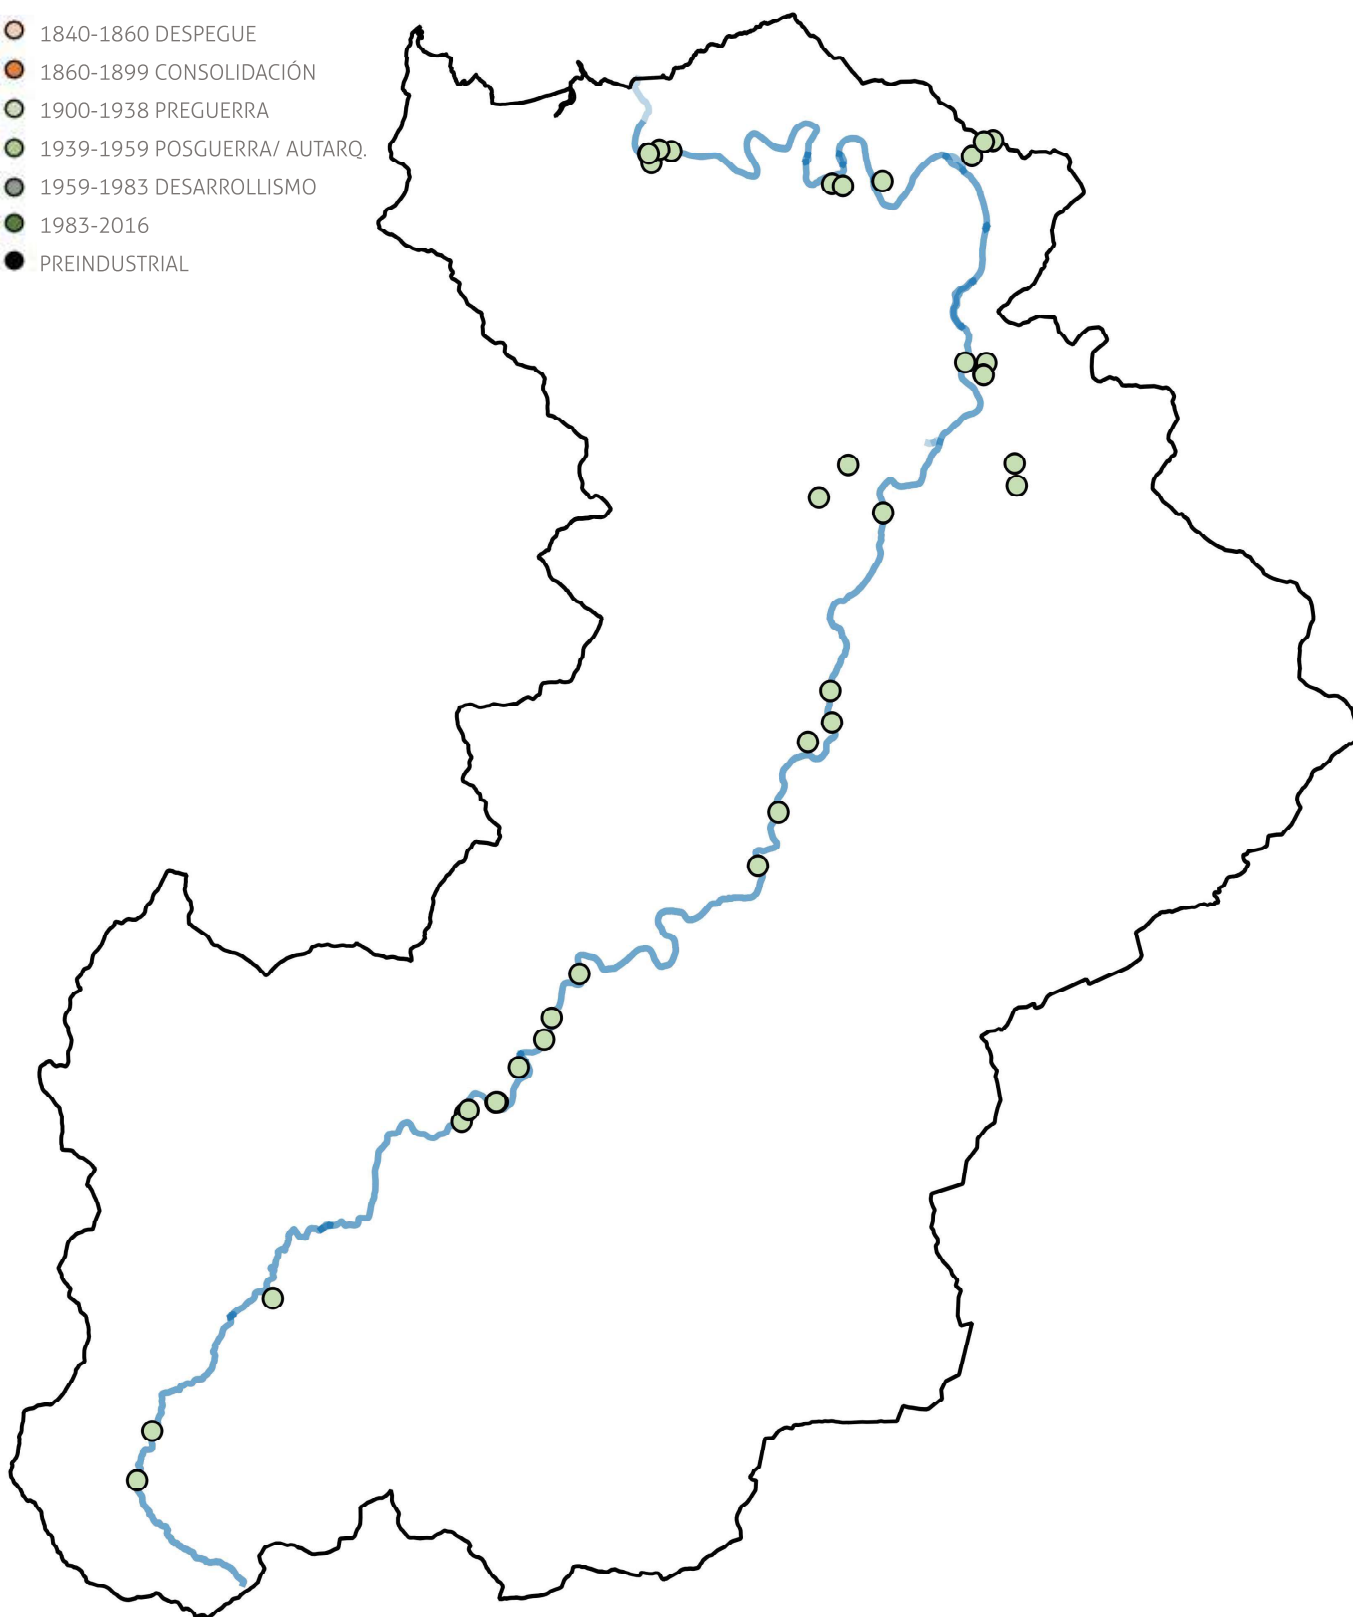 1840-1860 DESPEGUE
1860-1899 CONSOLIDACIÓN
1900-1938 PREGUERRA
1939-1959 POSGUERRA/ AUTARQ.
1959-1983 DESARROLLISMO
1983-2016
PREINDUSTRIAL